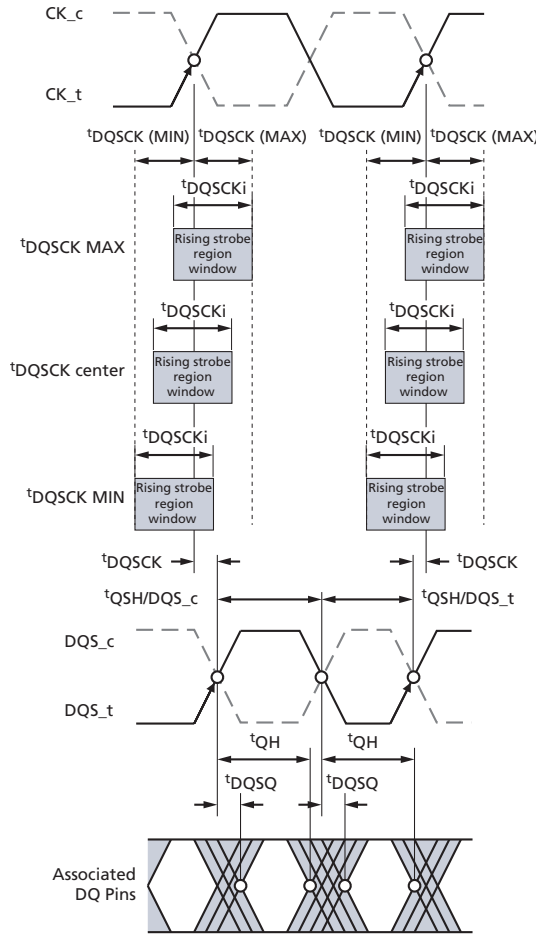 CK_c
CK_t
tDQSCK (MIN) tDQSCK (MAX) tDQSCK (MIN) tDQSCK (MAX)
tDQSCKi tDQSCKi
tDQSCK MAX
Rising strobe
region
window
Rising strobe
region
window
tDQSCKi tDQSCKi
tDQSCK center
Rising strobe
region
window
Rising strobe
region
window
tDQSCKi tDQSCKi
tDQSCK MIN
Rising strobe
region
window
Rising strobe
region
window
tDQSCK tDQSCK
tQSH/DQS_c tQSH/DQS_t
DQS_c
DQS_t
tQH tQH
tDQSQ tDQSQ
Associated
DQ Pins